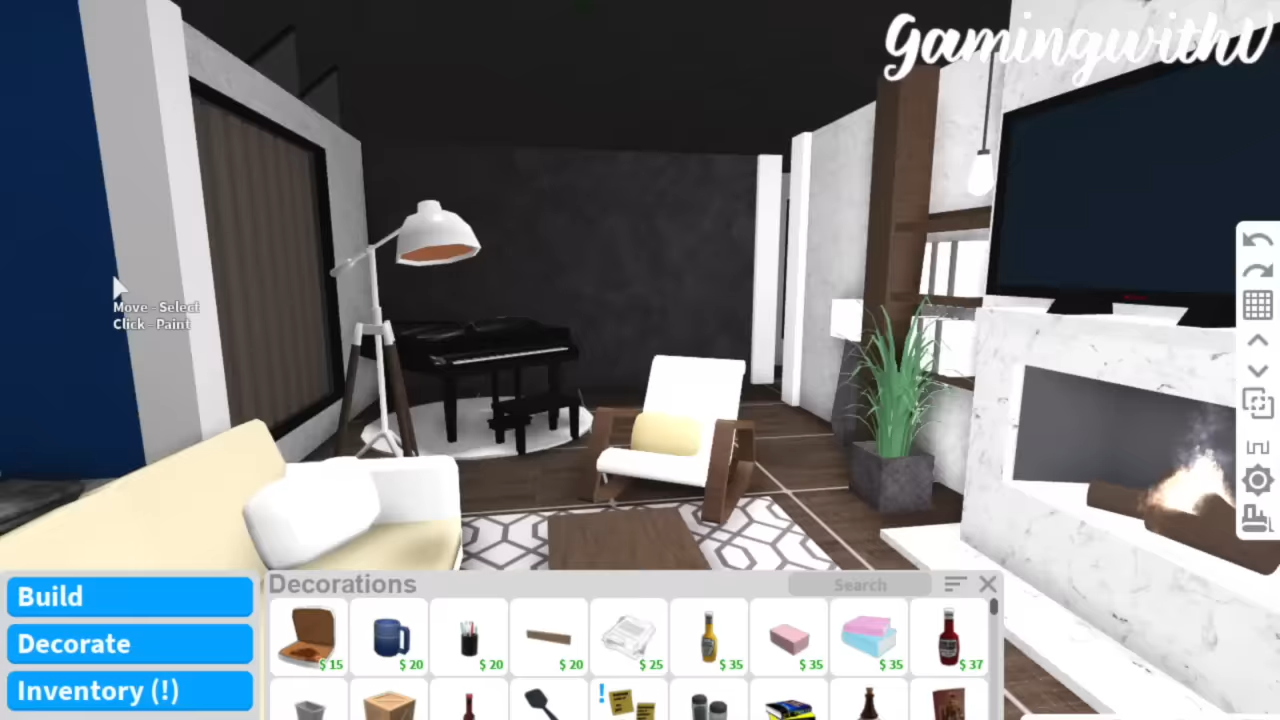 GamingwithV
Move - Select
Click - Paint
Build
Decorate
Inventory (!)
Decorations
Search
$ 15
$ 20
$ 20
$ 20
$ 25
$ 35
$ 35
$ 35
$ 37
!